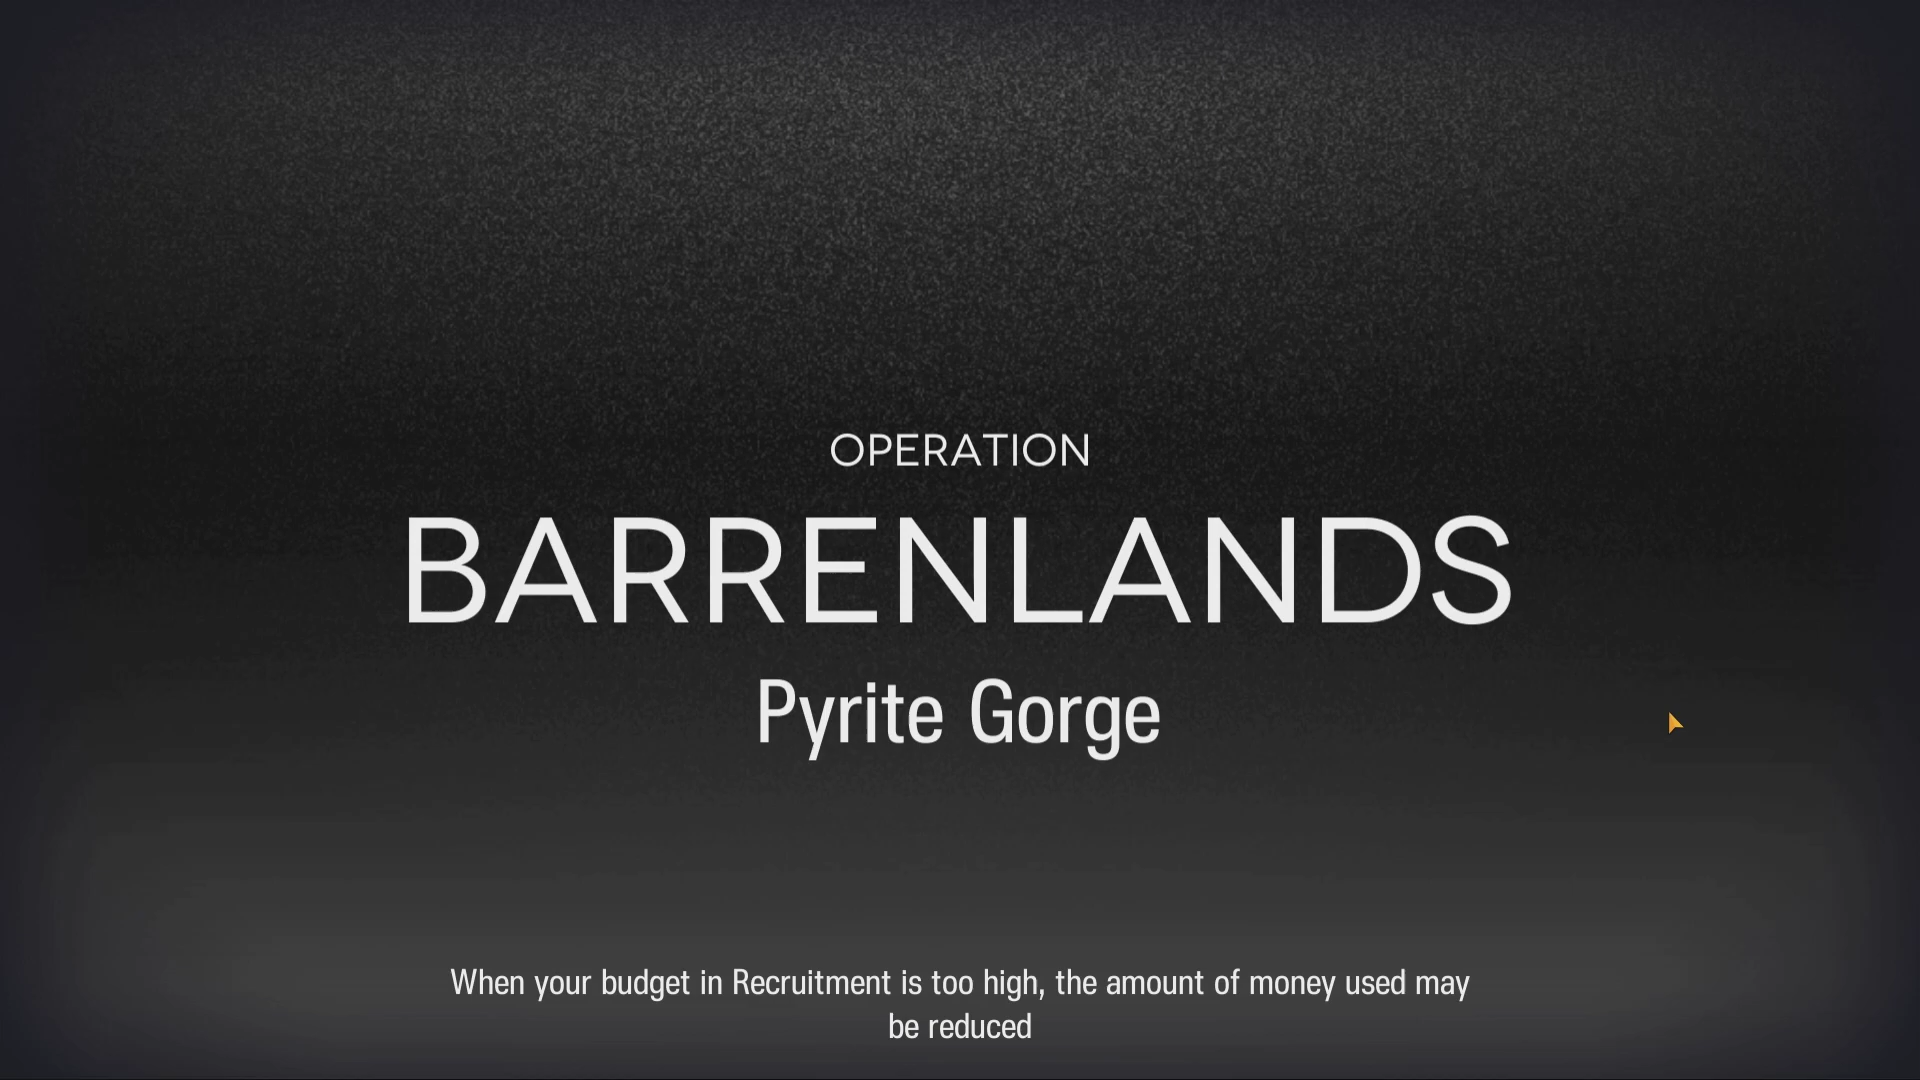 OPERATION
BARRENLANDS
Pyrite Gorge
When your budget in Recruitment is too high, the amount of money used may
be reduced